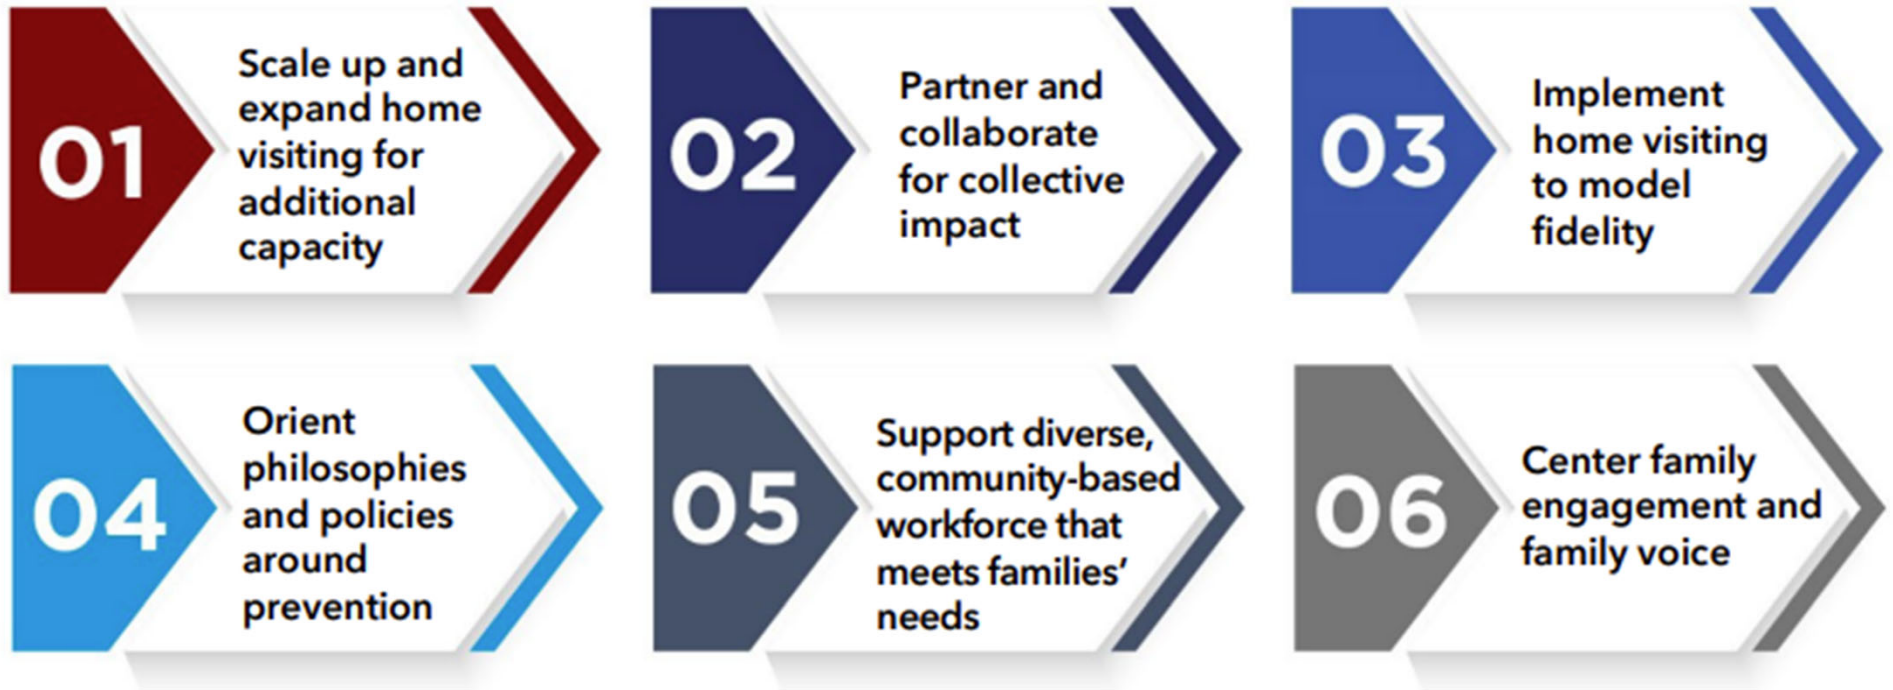 01
Scale up and
expand home
visiting for
additional
capacity
02
Partner and
collaborate
for collective
impact
03
Implement
home visiting
to model
fidelity
04
Orient
philosophies
and policies
around
prevention
05
Support diverse,
community-based
workforce that
meets families’
needs
06
Center family
engagement and
family voice